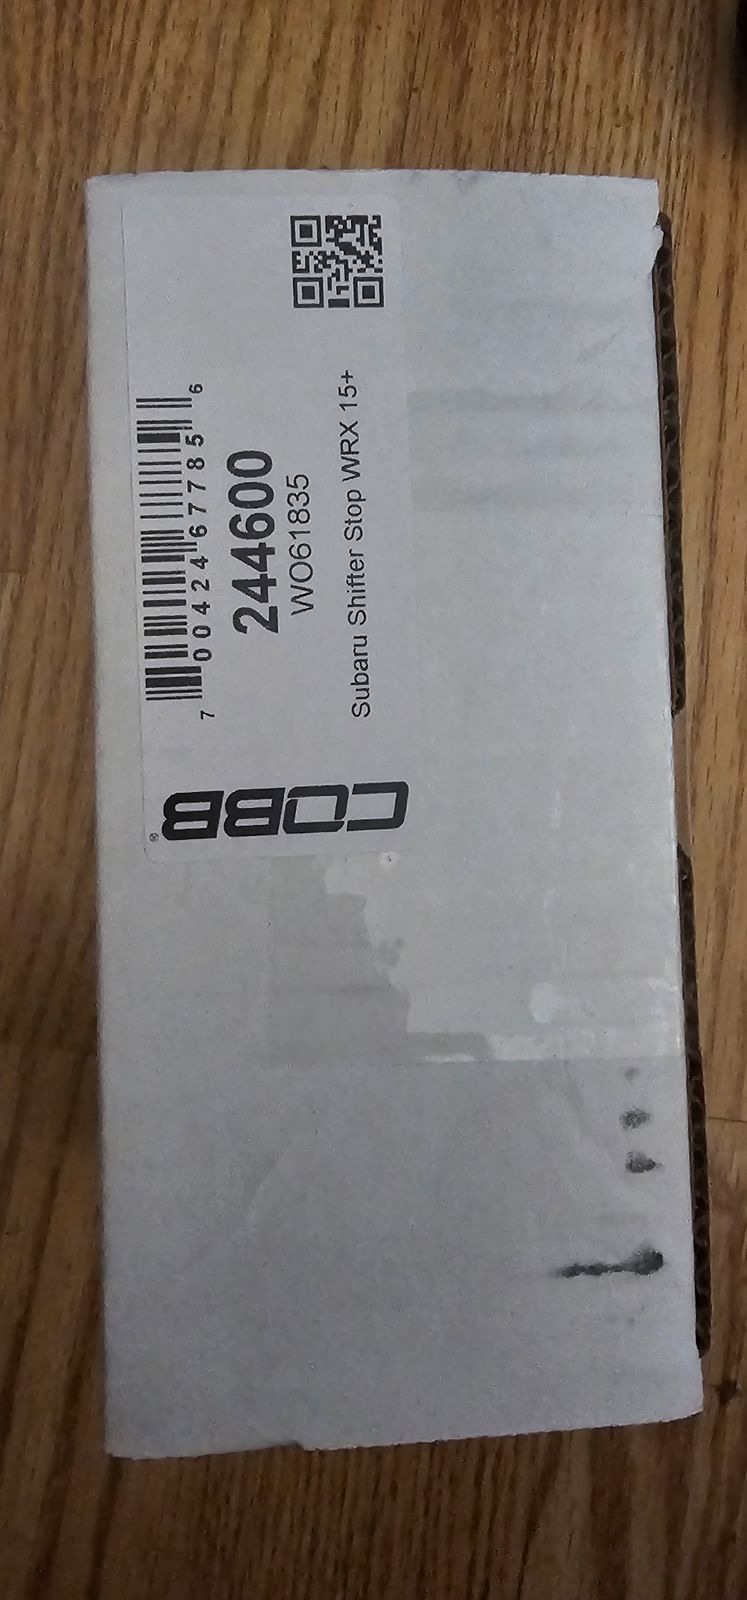 COBB®
7 00424 67785 6
244600
WO61835
Subaru Shifter Stop WRX 15+